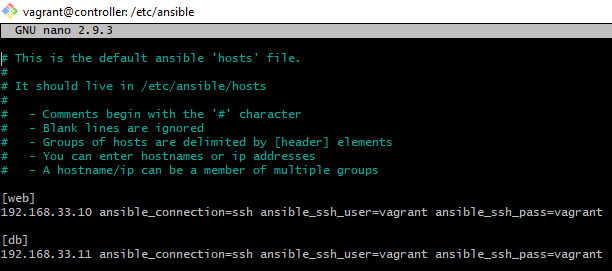 vagrant@controller: /etc/ansible
GNU nano 2.9.3
# This is the default ansible 'hosts' file.
#
# It should live in /etc/ansible/hosts
#
#   - Comments begin with the '#' character
#   - Blank lines are ignored
#   - Groups of hosts are delimited by [header] elements
#   - You can enter hostnames or ip addresses
#   - A hostname/ip can be a member of multiple groups
[web]
192.168.33.10 ansible_connection=ssh ansible_ssh_user=vagrant ansible_ssh_pass=vagrant
[db]
192.168.33.11 ansible_connection=ssh ansible_ssh_user=vagrant ansible_ssh_pass=vagrant